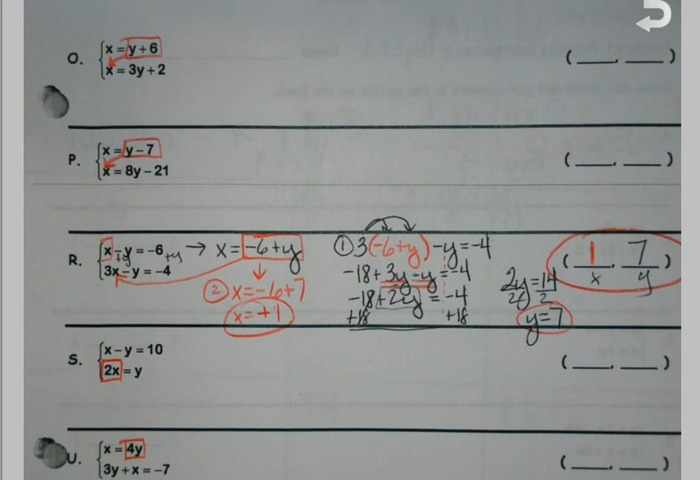 O. x = y + 6
x = 3y + 2
( ___, ___ )
P. x = y – 7
x = 8y – 21
( ___, ___ )
R. x – y = –6 → x = –6 + y
+y +y
3x – y = –4
② x = –6 + 7
x = +1
① 3(–6 + y) – y = –4
–18 + 3y – y = –4
–18 + 2y = –4
+18 +18
2y = 14
2 2
y = 7
( 1, 7 )
x y
S. x – y = 10
2x = y
( ___, ___ )
U. x = 4y
3y + x = –7
( ___, ___ )